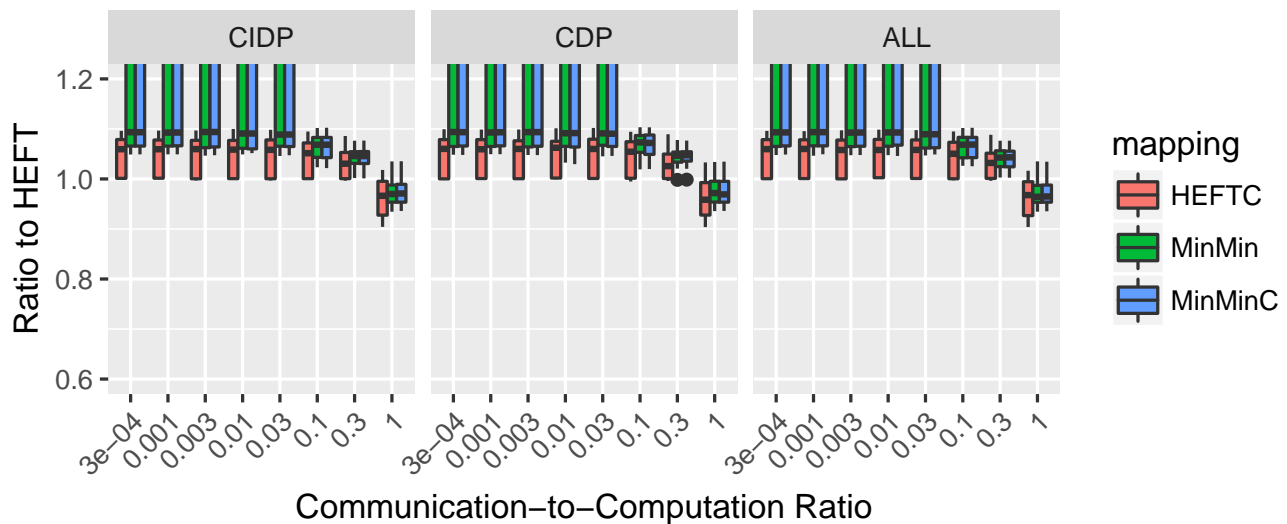 CIDP CDP ALL
Ratio to HEFT
1.2
1.0
0.8
0.6
3e−04 0.001 0.003 0.01 0.03 0.1 0.3 1
3e−04 0.001 0.003 0.01 0.03 0.1 0.3 1
3e−04 0.001 0.003 0.01 0.03 0.1 0.3 1
Communication−to−Computation Ratio
mapping
HEFTC
MinMin
MinMinC